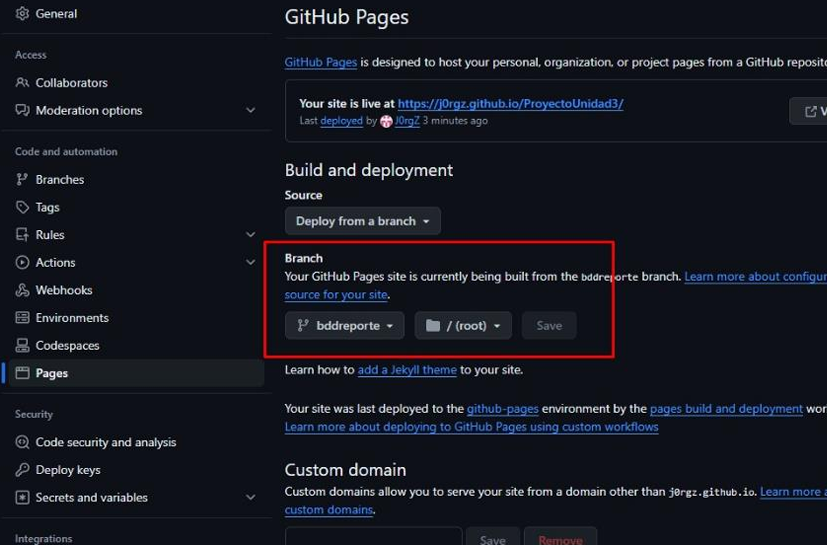 General
Access
Collaborators
Moderation options
Code and automation
Branches
Tags
Rules
Actions
Webhooks
Environments
Codespaces
Pages
Security
Code security and analysis
Deploy keys
Secrets and variables
Integrations
GitHub Pages
GitHub Pages is designed to host your personal, organization, or project pages from a GitHub
Your site is live at https://j0rgz.github.io/ProyectoUnidad3/
Last deployed by J0rgZ 3 minutes ago
Build and deployment
Source
Deploy from a branch
Branch
Your GitHub Pages site is currently being built from the bddreporte branch. Learn more about
source for your site.
bddreporte
/ (root)
Save
Learn how to add a Jekyll theme to your site.
Your site was last deployed to the github-pages environment by the pages build and deployment
Learn more about deploying to GitHub Pages using custom workflows
Custom domain
Custom domains allow you to serve your site from a domain other than j0rgz.github.io. Learn more
custom domains.
Save
Remove